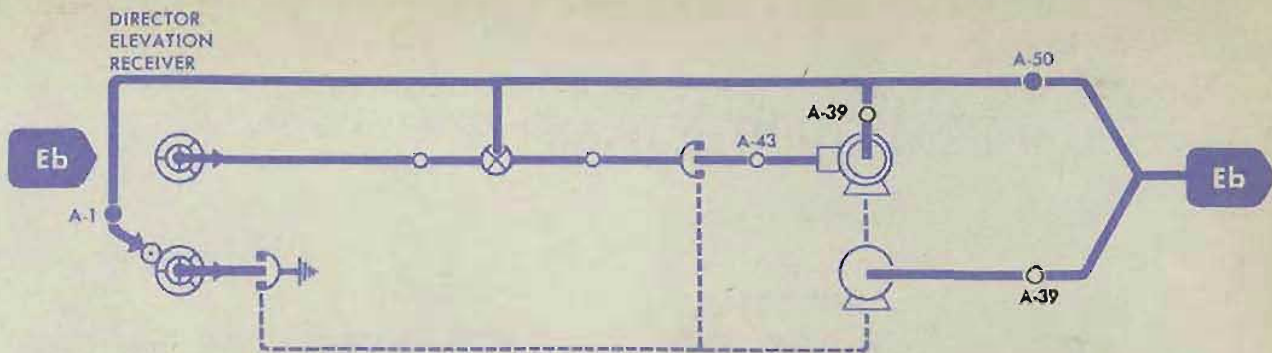 DIRECTOR
ELEVATION
RECEIVER
A-50
A-39
Eb
A-43
Eb
A-1
A-39